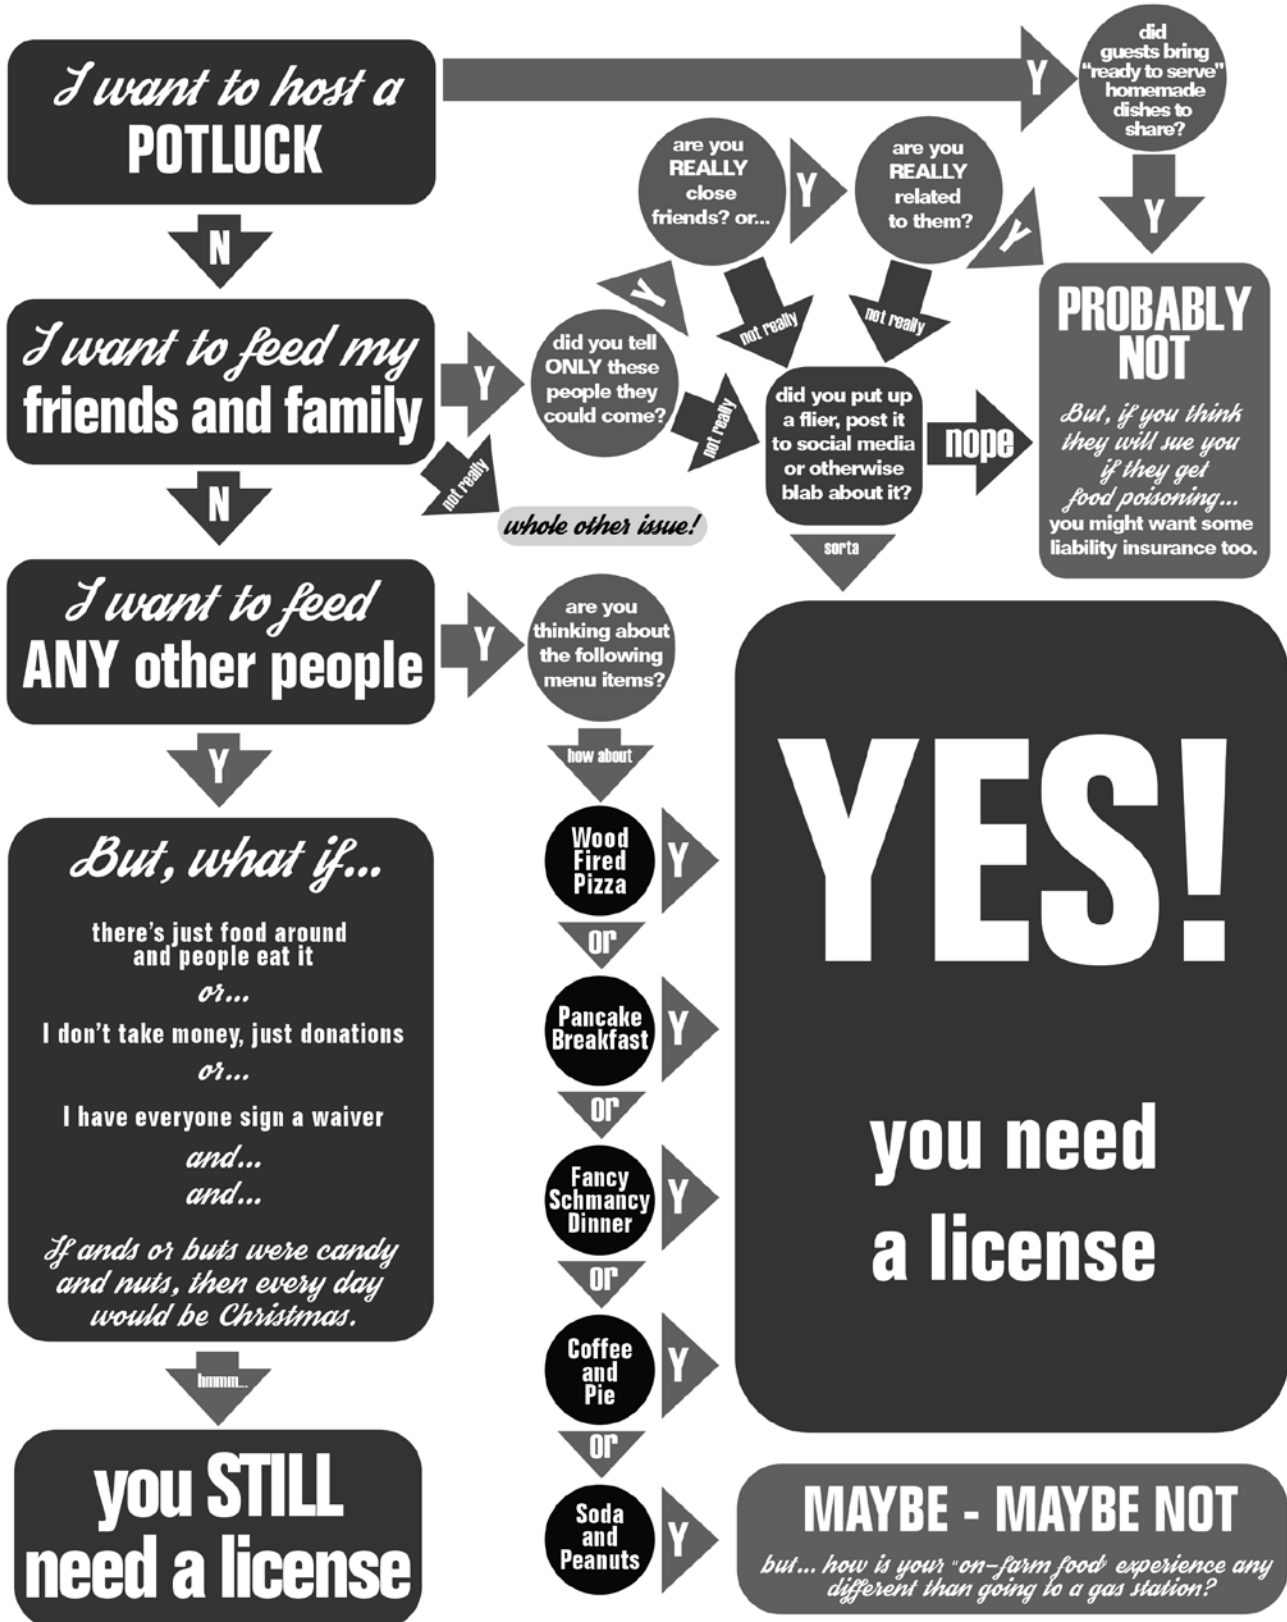 I want to host a
POTLUCK
Y
did
guests bring
“ready to serve”
homemade
dishes to
share?
Y
N
I want to feed my
friends and family
Y
did you tell
ONLY these
people they
could come?
Y
are you
REALLY
close
friends? or...
Y
are you
REALLY
related
to them?
Y
not really
not really
not really
did you put up
a flier, post it
to social media
or otherwise
blab about it?
nope
PROBABLY
NOT
But, if you think
they will sue you
if they get
food poisoning...
you might want some
liability insurance too.
sorta
not really
whole other issue!
N
I want to feed
ANY other people
Y
are you
thinking about
the following
menu items?
how about
Wood
Fired
Pizza
Y
or
Pancake
Breakfast
Y
or
Fancy
Schmancy
Dinner
Y
or
Coffee
and
Pie
Y
or
Soda
and
Peanuts
Y
YES!
you need
a license
MAYBE - MAYBE NOT
but... how is your “on-farm food” experience any
different than going to a gas station?
Y
But, what if...
there’s just food around
and people eat it
or...
I don’t take money, just donations
or...
I have everyone sign a waiver
and...
and...
If ands or buts were candy
and nuts, then every day
would be Christmas.
hmmm...
you STILL
need a license